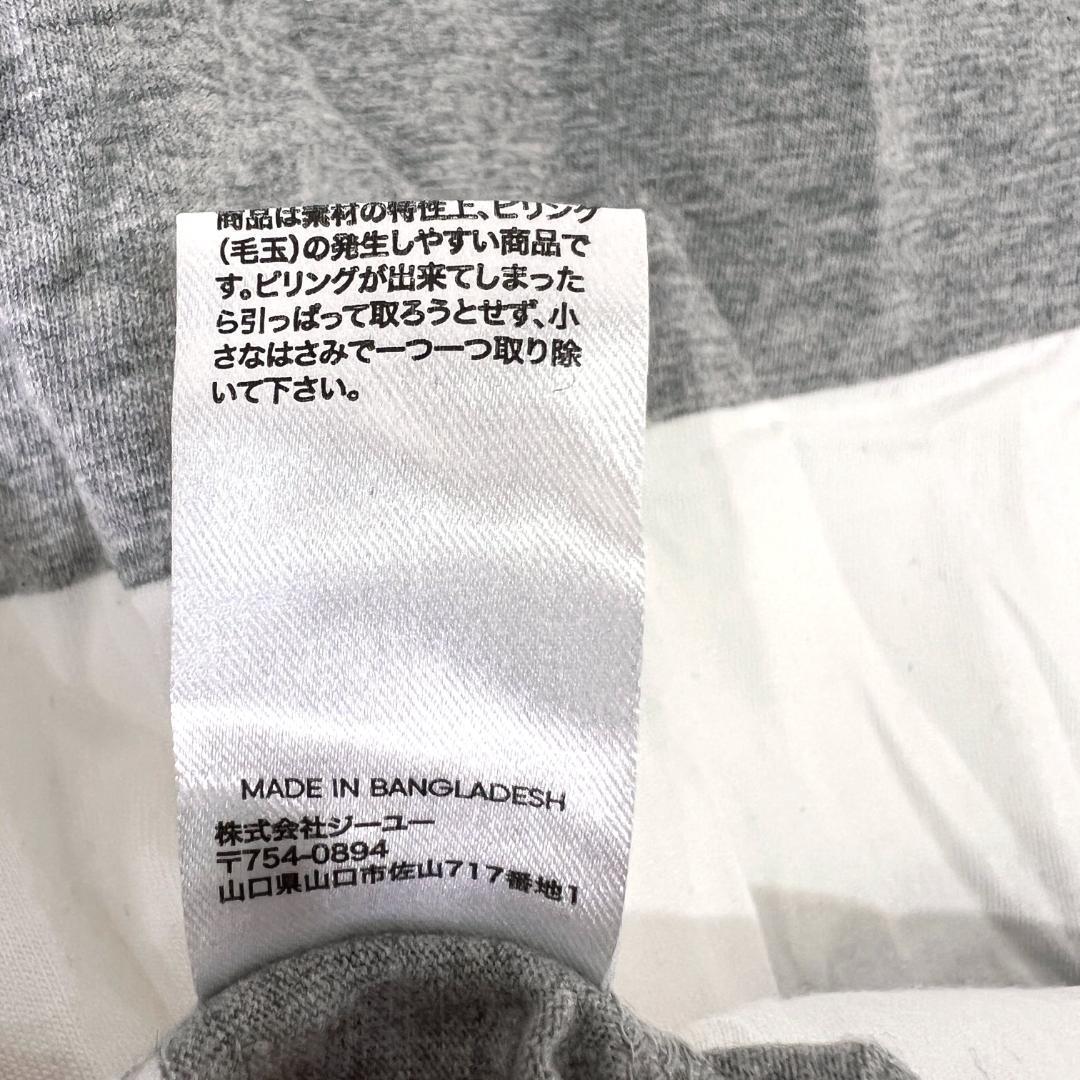 商品は素材の特性上、ピリング
(毛玉)の発生しやすい商品で
す。ピリングが出来てしまった
ら引っぱって取ろうとせず、小
さなはさみで一つ一つ取り除
いて下さい。
MADE IN BANGLADESH
株式会社ジーユー
〒754-0894
山口県山口市佐山717番地1